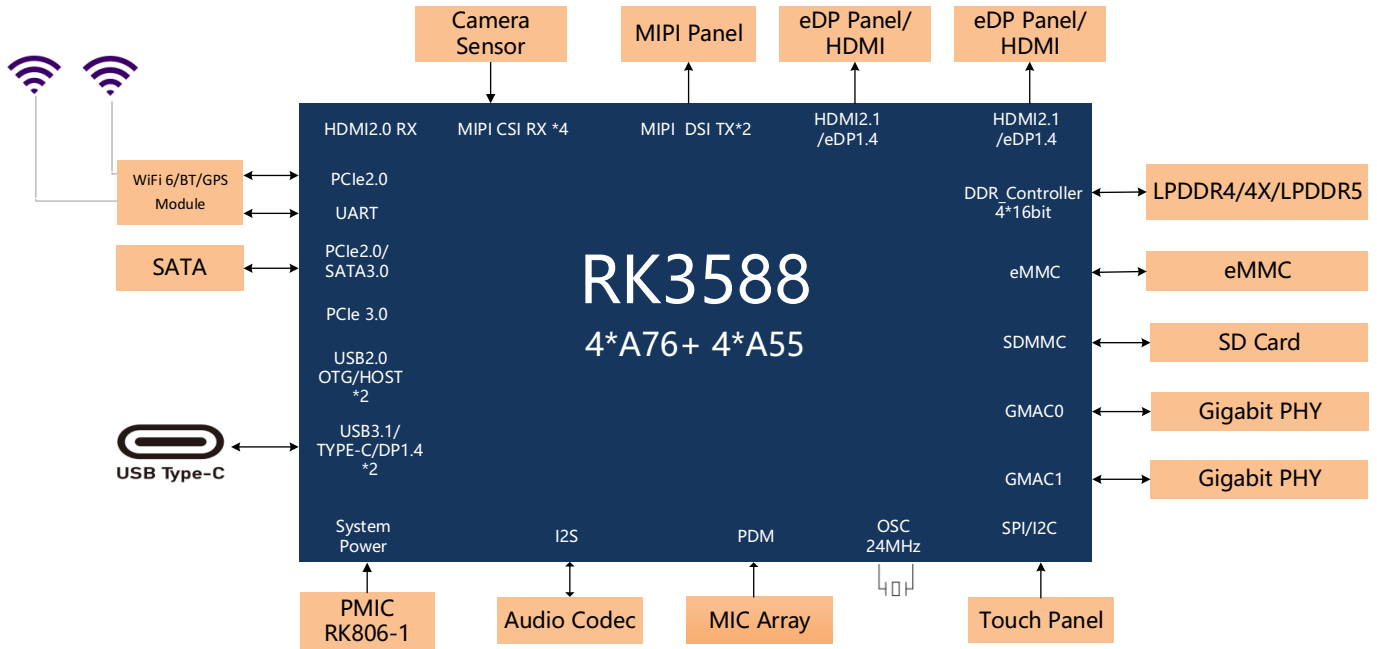 Camera
Sensor
MIPI Panel
eDP Panel/
HDMI
eDP Panel/
HDMI
HDMI2.0 RX
MIPI CSI RX *4
MIPI DSI TX*2
HDMI2.1
/eDP1.4
HDMI2.1
/eDP1.4
WiFi 6/BT/GPS
Module
PCIe2.0
UART
DDR_Controller
4*16bit
LPDDR4/4X/LPDDR5
SATA
PCIe2.0/
SATA3.0
RK3588
4*A76+ 4*A55
eMMC
eMMC
PCIe 3.0
SDMMC
SD Card
USB2.0
OTG/HOST
*2
GMAC0
Gigabit PHY
USB Type-C
USB3.1/
TYPE-C/DP1.4
*2
GMAC1
Gigabit PHY
System
Power
I2S
PDM
OSC
24MHz
SPI/I2C
PMIC
RK806-1
Audio Codec
MIC Array
Touch Panel